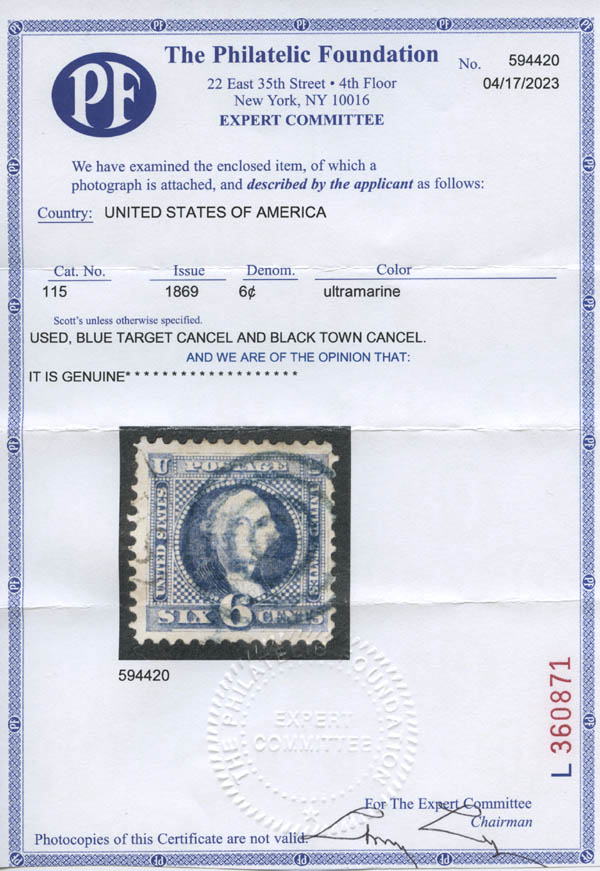 PF
The Philatelic Foundation
22 East 35th Street • 4th Floor
New York, NY 10016
EXPERT COMMITTEE
No. 594420
04/17/2023
We have examined the enclosed item, of which a
photograph is attached, and described by the applicant as follows:
Country: UNITED STATES OF AMERICA
Cat. No. Issue Denom. Color
115 1869 6¢ ultramarine
Scott's unless otherwise specified.
USED, BLUE TARGET CANCEL AND BLACK TOWN CANCEL.
AND WE ARE OF THE OPINION THAT:
IT IS GENUINE* * * * * * * * * * * * * * * * * * *
U POSTAGE
UNITED STATES
SIX 6 CENTS
594420
THE PHILATELIC FOUNDATION
EXPERT
COMMITTEE
L 360871
For The Expert Committee
Chairman
Photocopies of this Certificate are not valid.